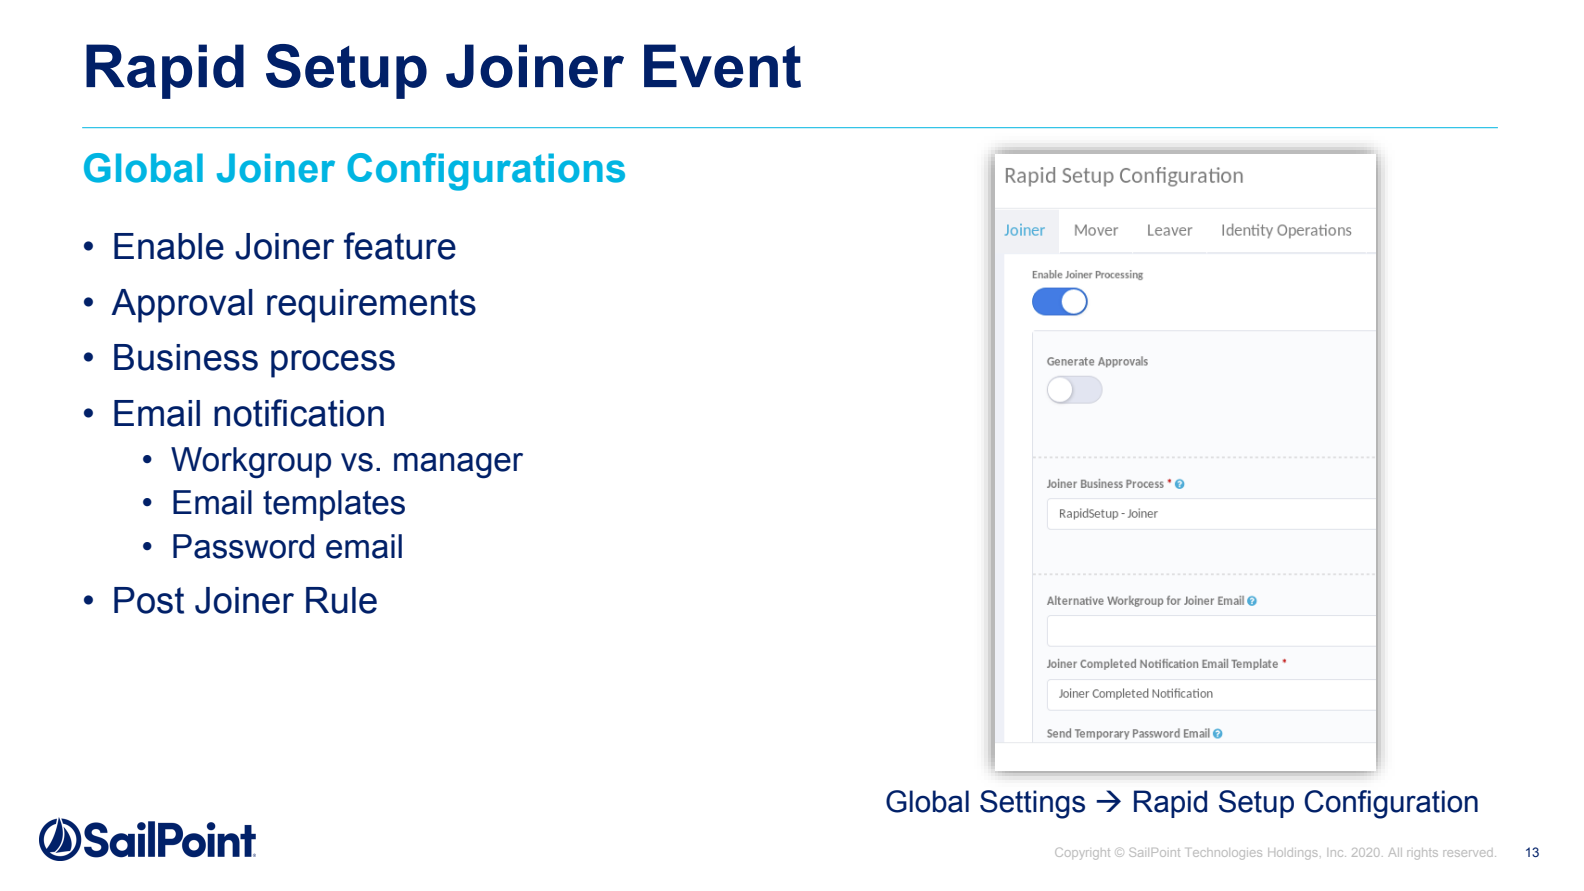 Rapid Setup Joiner Event
Global Joiner Configurations
• Enable Joiner feature
• Approval requirements
• Business process
• Email notification
• Workgroup vs. manager
• Email templates
• Password email
• Post Joiner Rule
Rapid Setup Configuration
Joiner Mover Leaver Identity Operations
Enable Joiner Processing
Generate Approvals
Joiner Business Process * ?
RapidSetup - Joiner
Alternative Workgroup for Joiner Email ?
Joiner Completed Notification Email Template *
Joiner Completed Notification
Send Temporary Password Email ?
Global Settings → Rapid Setup Configuration
SailPoint
Copyright © SailPoint Technologies Holdings, Inc. 2020. All rights reserved. 13